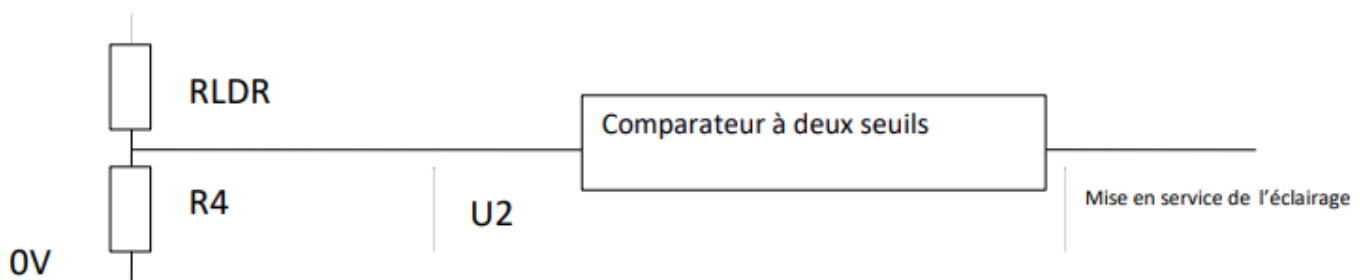 RLDR
Comparateur à deux seuils
R4
U2
Mise en service de l'éclairage
0V